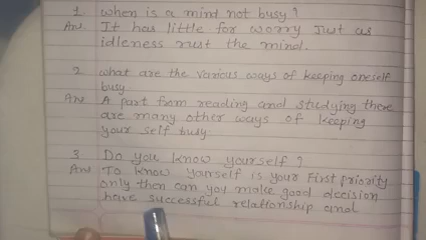 1 when is a mind not busy?
Ans. It has little for worry Just as
idleness rust the mind.
2 what are the various ways of keeping oneself
busy
Ans A part from reading and studying there
are many other ways of keeping
your self busy
3 Do you know yourself?
Ans To know yourself is your First priority
only then can you make good decision
have successful relationship and